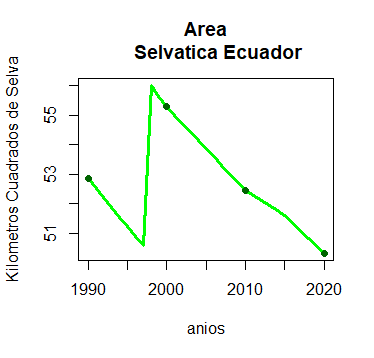 Area
Selvatica Ecuador
Kilometros Cuadrados de Selva
55
53
51
1990
2000
2010
2020
anios